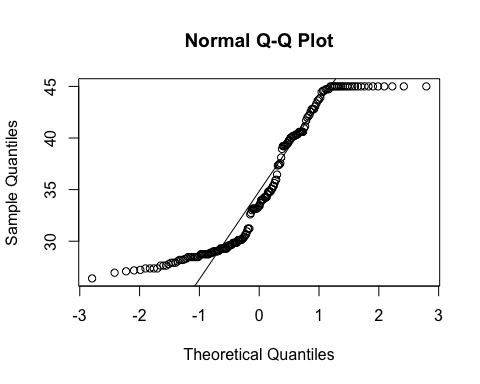 Normal Q-Q Plot
Sample Quantiles
45
40
35
30
-3 -2 -1 0 1 2 3
Theoretical Quantiles